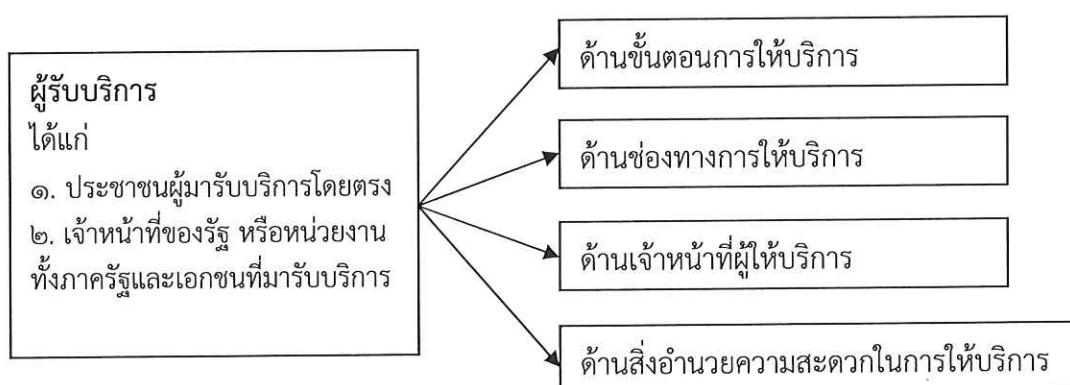 ผู้รับบริการ
ได้แก่
๑. ประชาชนผู้มารับบริการโดยตรง
๒. เจ้าหน้าที่ของรัฐ หรือหน่วยงาน
ทั้งภาครัฐและเอกชนที่มารับบริการ
ด้านขั้นตอนการให้บริการ
ด้านช่องทางการให้บริการ
ด้านเจ้าหน้าที่ผู้ให้บริการ
ด้านสิ่งอำนวยความสะดวกในการให้บริการ